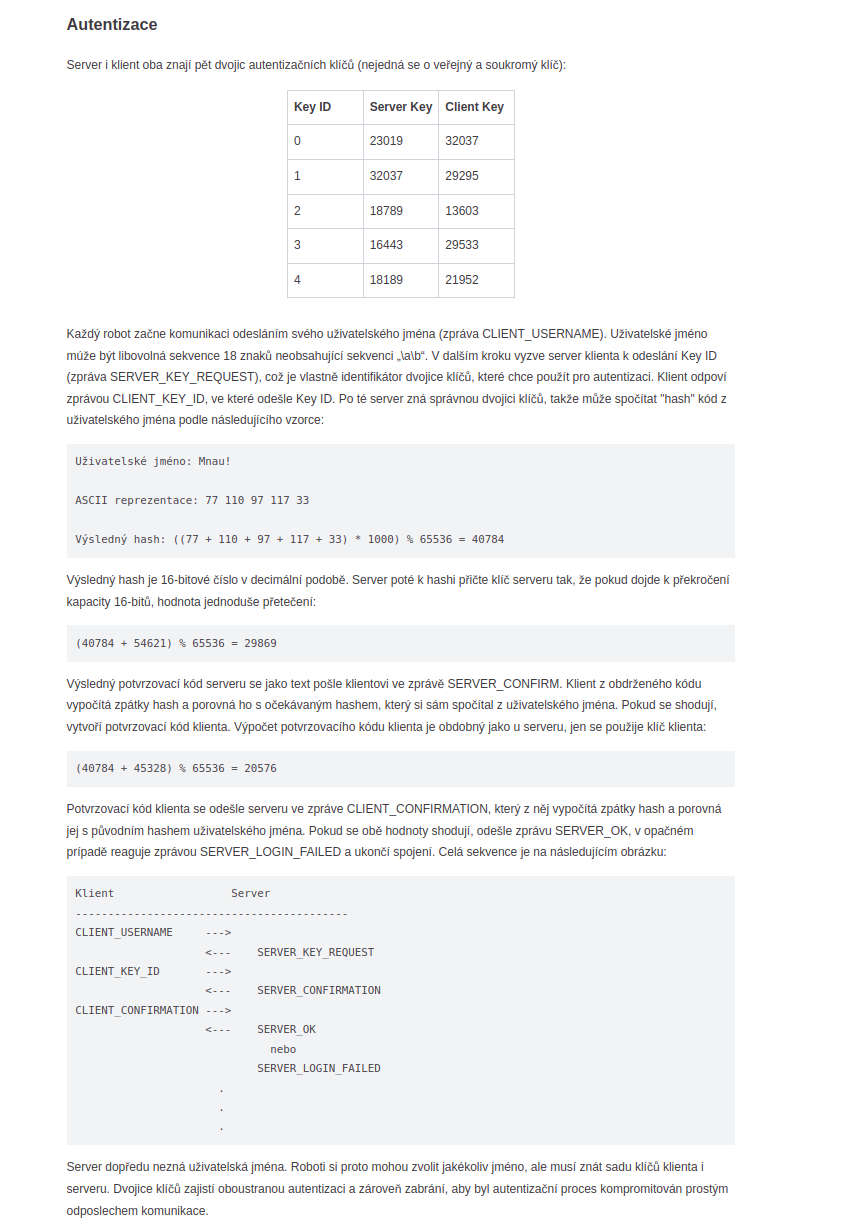 Autentizace
Server i klient oba znají pět dvojic autentizačních klíčů (nejedná se o veřejný a soukromý klíč):
Key ID Server Key Client Key
0 23019 32037
1 32037 29295
2 18789 13603
3 16443 29533
4 18189 21952
Každý robot začne komunikaci odesláním svého uživatelského jména (zpráva CLIENT_USERNAME). Uživatelské jméno
múže být libovolná sekvence 18 znaků neobsahující sekvenci „\a\b“. V dalším kroku vyzve server klienta k odeslání Key ID
(zpráva SERVER_KEY_REQUEST), což je vlastně identifikátor dvojice klíčů, které chce použít pro autentizaci. Klient odpoví
zprávou CLIENT_KEY_ID, ve které odešle Key ID. Po té server zná správnou dvojici klíčů, takže může spočítat "hash" kód z
uživatelského jména podle následujícího vzorce:
Uživatelské jméno: Mnau!
ASCII reprezentace: 77 110 97 117 33
Výsledný hash: ((77 + 110 + 97 + 117 + 33) * 1000) % 65536 = 40784
Výsledný hash je 16-bitové číslo v decimální podobě. Server poté k hashi přičte klíč serveru tak, že pokud dojde k překročení
kapacity 16-bitů, hodnota jednoduše přetečení:
(40784 + 54621) % 65536 = 29869
Výsledný potvrzovací kód serveru se jako text pošle klientovi ve zprávě SERVER_CONFIRM. Klient z obdrženého kódu
vypočítá zpátky hash a porovná ho s očekávaným hashem, který si sám spočítal z uživatelského jména. Pokud se shodují,
vytvoří potvrzovací kód klienta. Výpočet potvrzovacího kódu klienta je obdobný jako u serveru, jen se použije klíč klienta:
(40784 + 45328) % 65536 = 20576
Potvrzovací kód klienta se odešle serveru ve zpráve CLIENT_CONFIRMATION, který z něj vypočítá zpátky hash a porovná
jej s původním hashem uživatelského jména. Pokud se obě hodnoty shodují, odešle zprávu SERVER_OK, v opačném
prípadě reaguje zprávou SERVER_LOGIN_FAILED a ukončí spojení. Celá sekvence je na následujícím obrázku:
Klient Server
------------------------------------------
CLIENT_USERNAME --->
<--- SERVER_KEY_REQUEST
CLIENT_KEY_ID --->
<--- SERVER_CONFIRMATION
CLIENT_CONFIRMATION --->
<--- SERVER_OK
nebo
SERVER_LOGIN_FAILED
.
.
.
Server dopředu nezná uživatelská jména. Roboti si proto mohou zvolit jakékoliv jméno, ale musí znát sadu klíčů klienta i
serveru. Dvojice klíčů zajistí oboustranou autentizaci a zároveň zabrání, aby byl autentizační proces kompromitován prostým
odposlechem komunikace.